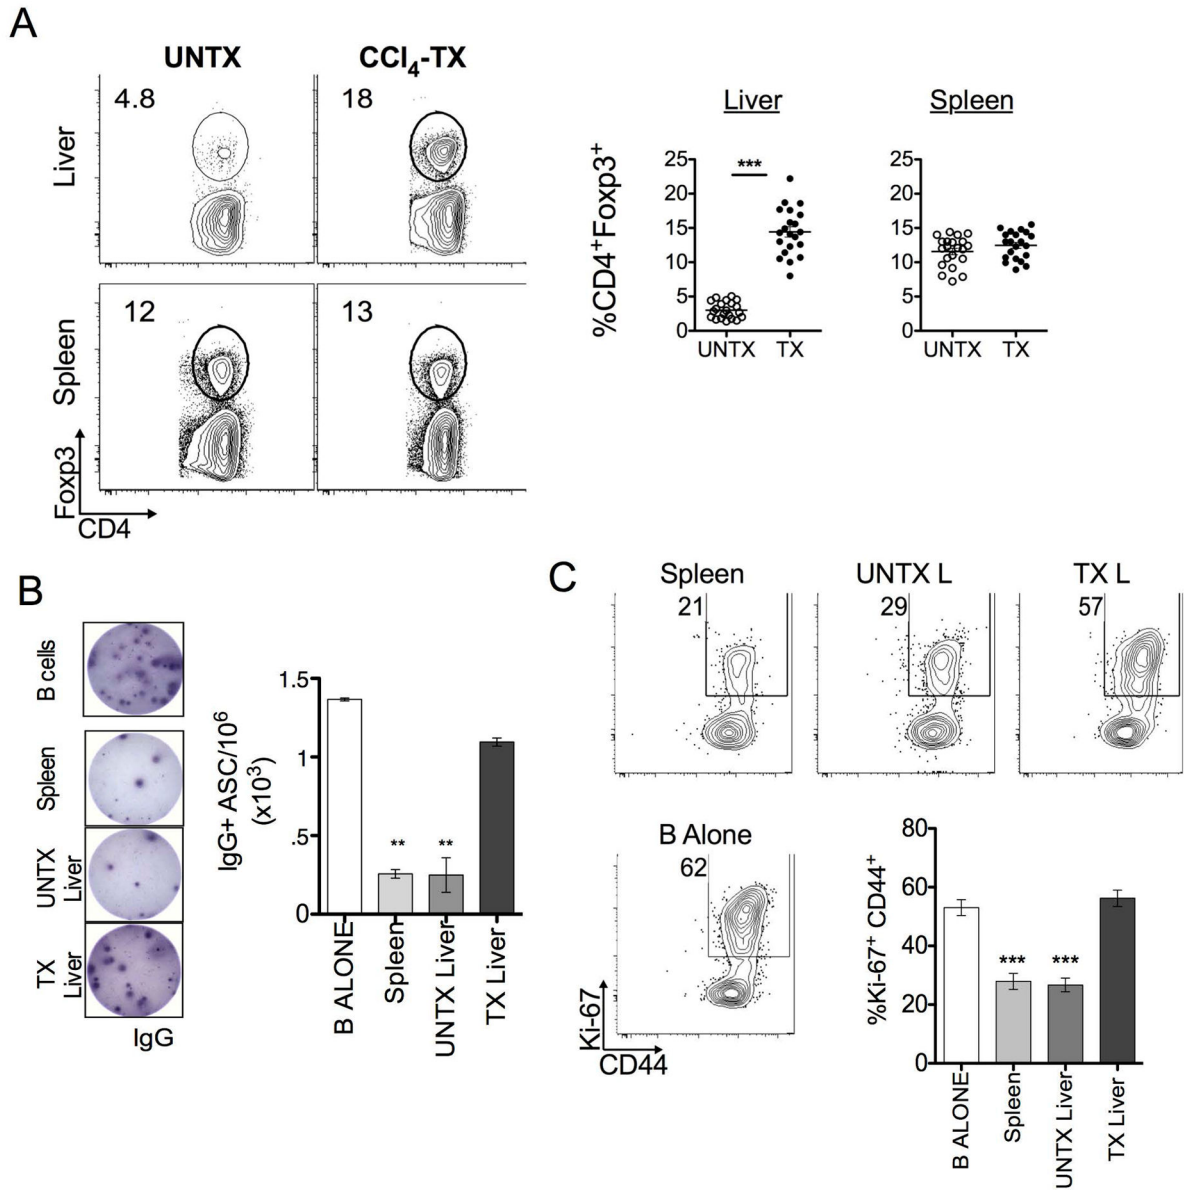 A
UNTX
CCl4-TX
Liver
4.8
18
Spleen
12
13
Foxp3
CD4
Liver
Spleen
%CD4+Foxp3+
25
20
15
10
5
0
***
UNTX
TX
25
20
15
10
5
0
UNTX
TX
B
B cells
Spleen
UNTX
Liver
TX
Liver
IgG
IgG+ ASC/10^6
(x10^3)
1.5
1
.5
0
**
**
B ALONE
Spleen
UNTX Liver
TX Liver
C
Spleen
UNTX L
TX L
21
29
57
B Alone
62
Ki-67
CD44
%Ki-67+ CD44+
80
60
40
20
0
***
***
B ALONE
Spleen
UNTX Liver
TX Liver